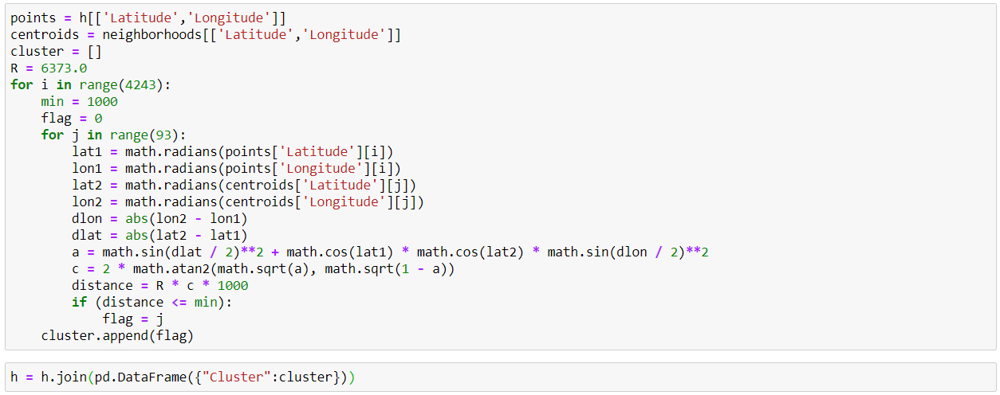 points = h[['Latitude','Longitude']]
centroids = neighborhoods[['Latitude','Longitude']]
cluster = []
R = 6373.0
for i in range(4243):
    min = 1000
    flag = 0
    for j in range(93):
        lat1 = math.radians(points['Latitude'][i])
        lon1 = math.radians(points['Longitude'][i])
        lat2 = math.radians(centroids['Latitude'][j])
        lon2 = math.radians(centroids['Longitude'][j])
        dlon = abs(lon2 - lon1)
        dlat = abs(lat2 - lat1)
        a = math.sin(dlat / 2)**2 + math.cos(lat1) * math.cos(lat2) * math.sin(dlon / 2)**2
        c = 2 * math.atan2(math.sqrt(a), math.sqrt(1 - a))
        distance = R * c * 1000
        if (distance <= min):
            flag = j
    cluster.append(flag)
h = h.join(pd.DataFrame({"Cluster":cluster}))